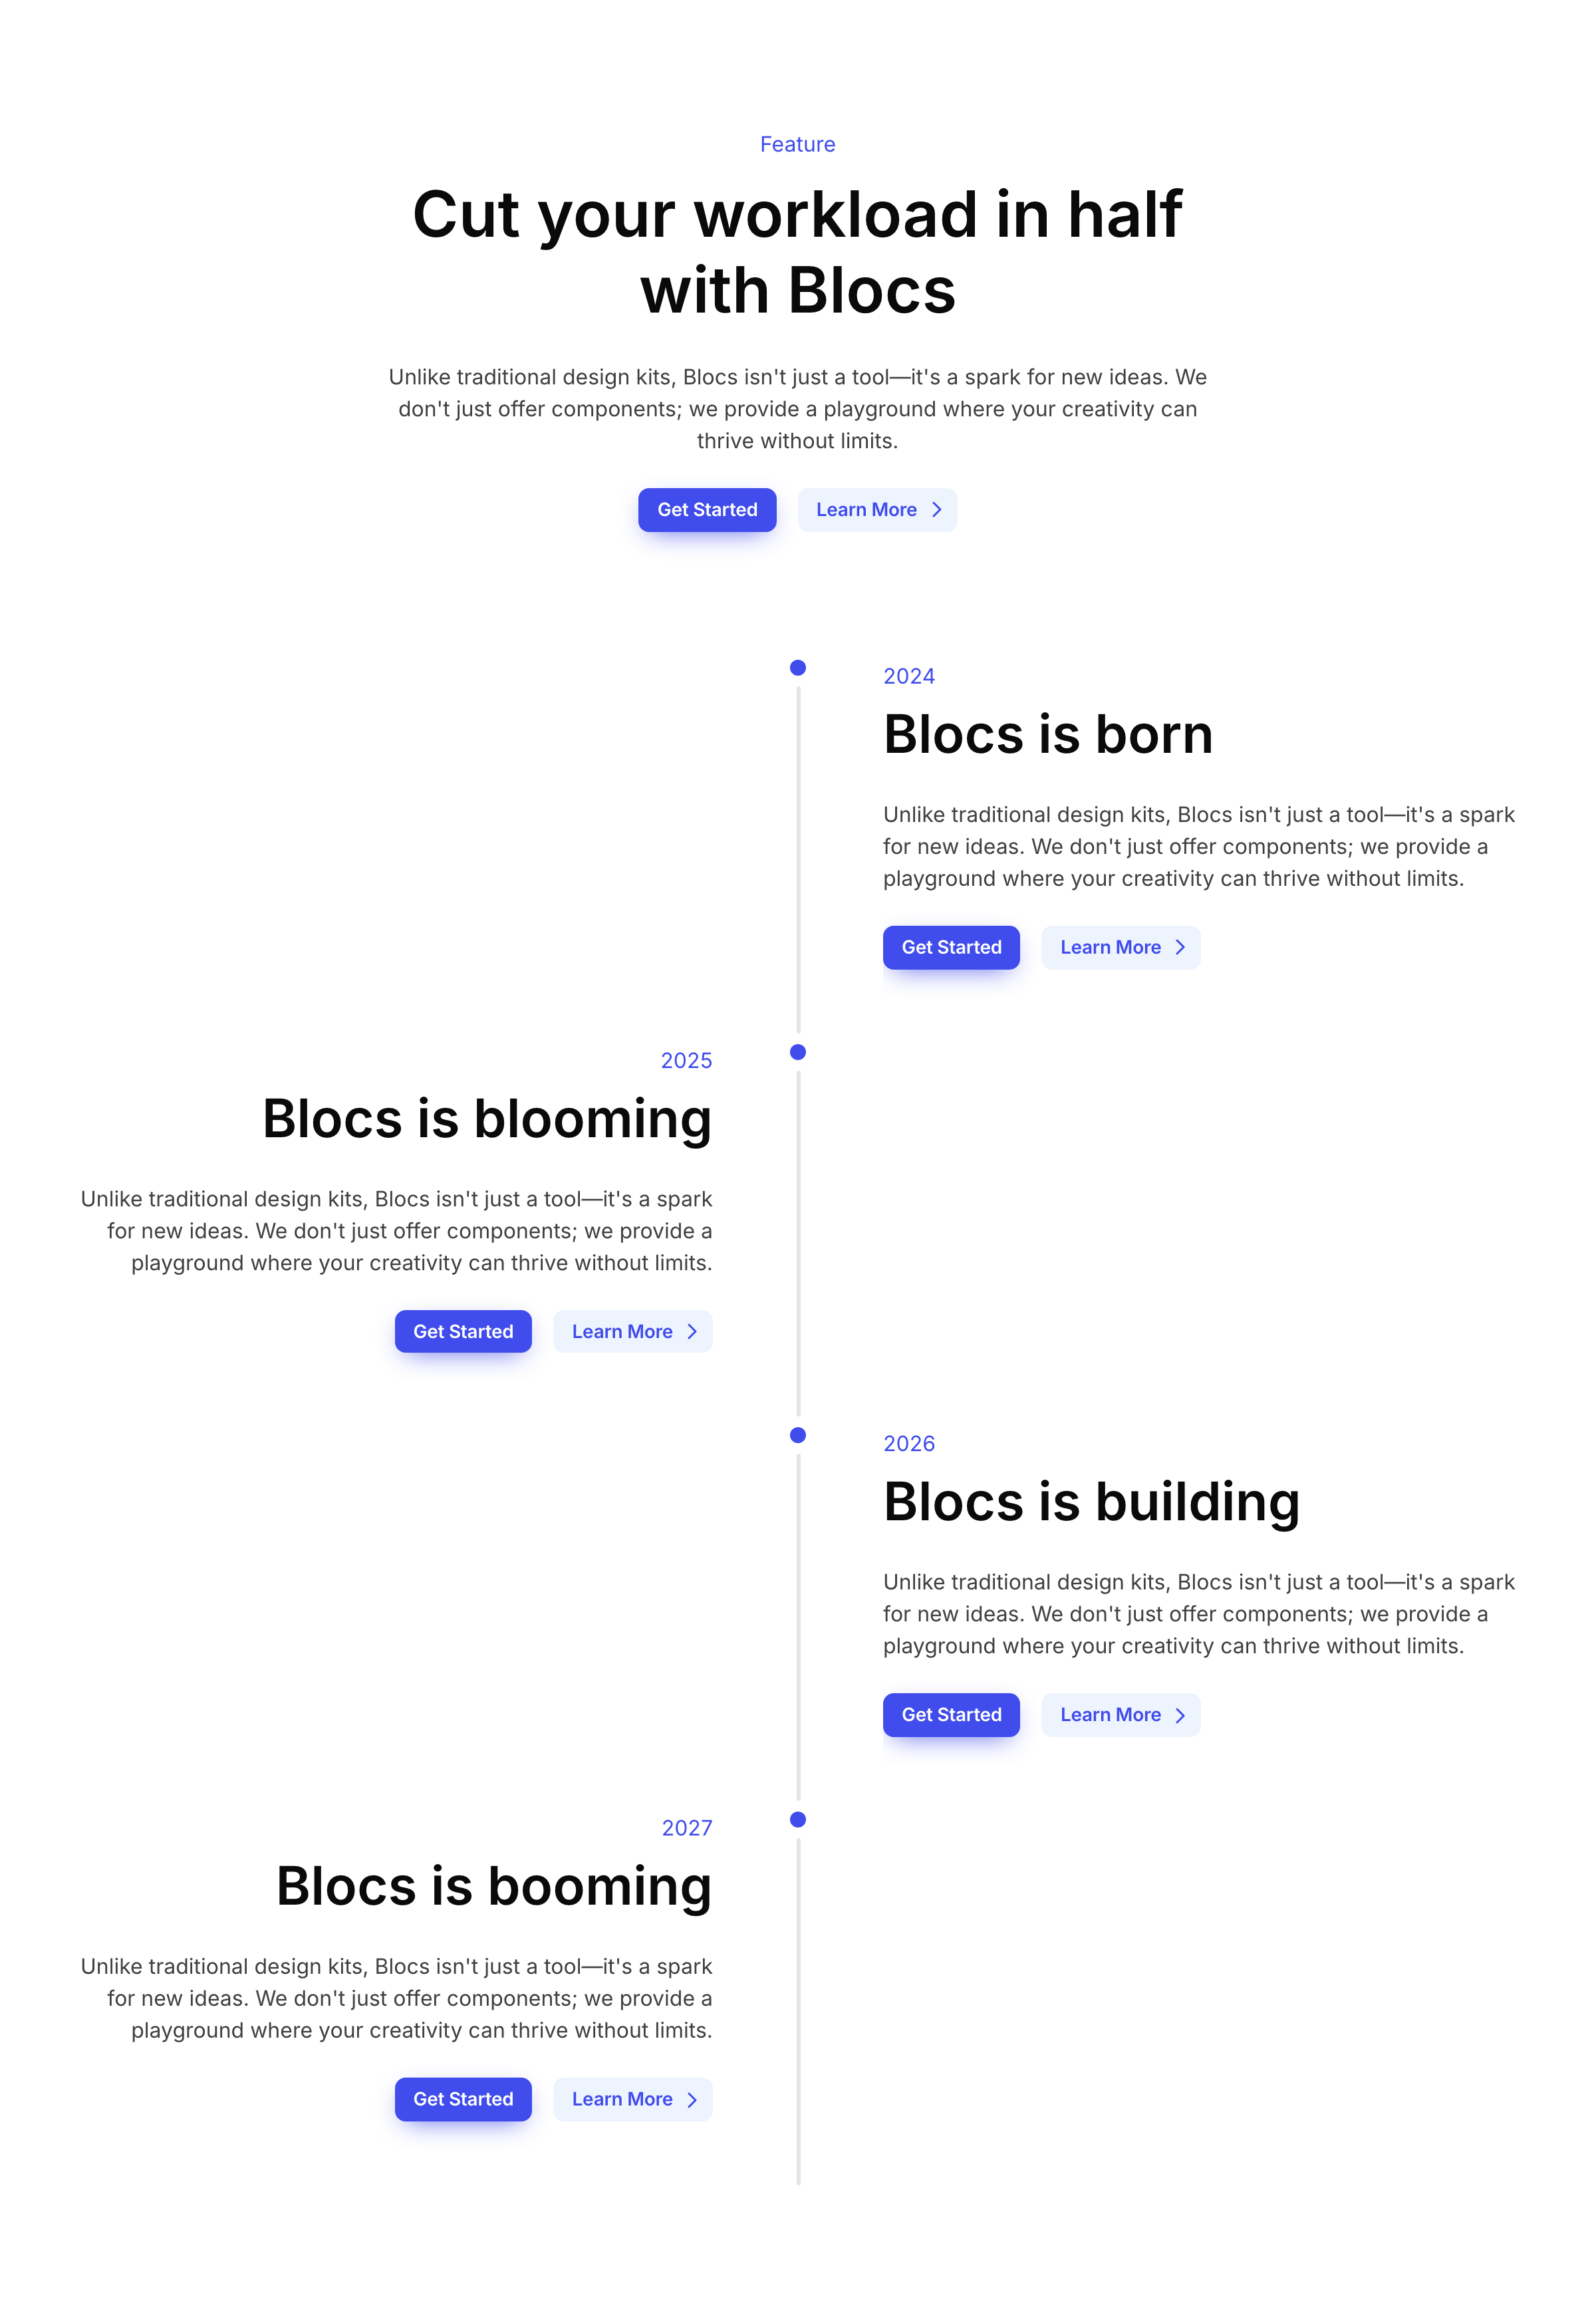 Feature
Cut your workload in half
with Blocs
Unlike traditional design kits, Blocs isn't just a tool—it's a spark for new ideas. We
don't just offer components; we provide a playground where your creativity can
thrive without limits.
Get Started Learn More
2024
Blocs is born
Unlike traditional design kits, Blocs isn't just a tool—it's a spark
for new ideas. We don't just offer components; we provide a
playground where your creativity can thrive without limits.
Get Started Learn More
2025
Blocs is blooming
Unlike traditional design kits, Blocs isn't just a tool—it's a spark
for new ideas. We don't just offer components; we provide a
playground where your creativity can thrive without limits.
Get Started Learn More
2026
Blocs is building
Unlike traditional design kits, Blocs isn't just a tool—it's a spark
for new ideas. We don't just offer components; we provide a
playground where your creativity can thrive without limits.
Get Started Learn More
2027
Blocs is booming
Unlike traditional design kits, Blocs isn't just a tool—it's a spark
for new ideas. We don't just offer components; we provide a
playground where your creativity can thrive without limits.
Get Started Learn More